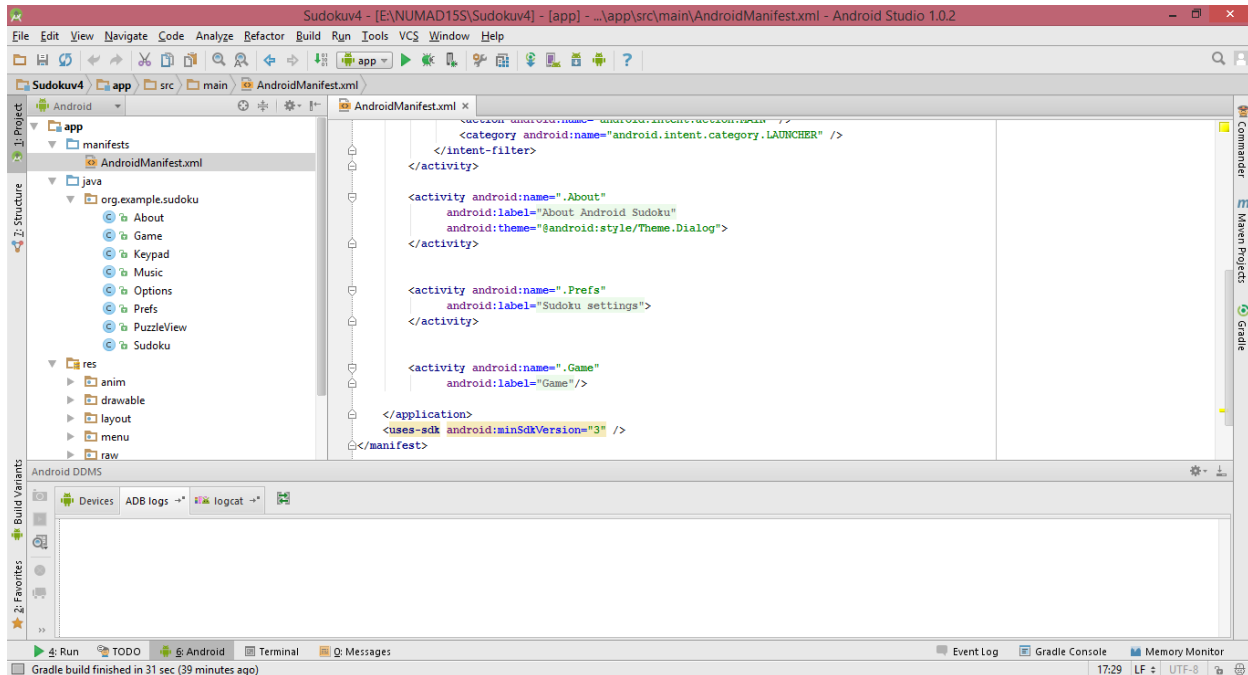 Sudokuv4 - [E:\NUMAD15S\Sudokuv4] - [app] - ...\app\src\main\AndroidManifest.xml - Android Studio 1.0.2
File Edit View Navigate Code Analyze Refactor Build Run Tools VCS Window Help
app
Sudokuv4 app src main AndroidManifest.xml
1: Project
Z: Structure
Build Variants
2: Favorites
Android
app
manifests
AndroidManifest.xml
java
org.example.sudoku
About
Game
Keypad
Music
Options
Prefs
PuzzleView
Sudoku
res
anim
drawable
layout
menu
raw
AndroidManifest.xml
<action android:name="android.intent.action.MAIN" />
<category android:name="android.intent.category.LAUNCHER" />
</intent-filter>
</activity>
<activity android:name=".About"
android:label="About Android Sudoku"
android:theme="@android:style/Theme.Dialog">
</activity>
<activity android:name=".Prefs"
android:label="Sudoku settings">
</activity>
<activity android:name=".Game"
android:label="Game"/>
</application>
<uses-sdk android:minSdkVersion="3" />
</manifest>
Commander
Maven Projects
Gradle
Android DDMS
Devices ADB logs logcat
4: Run TODO 6: Android Terminal 0: Messages Event Log Gradle Console Memory Monitor
Gradle build finished in 31 sec (39 minutes ago) 17:29 LF UTF-8